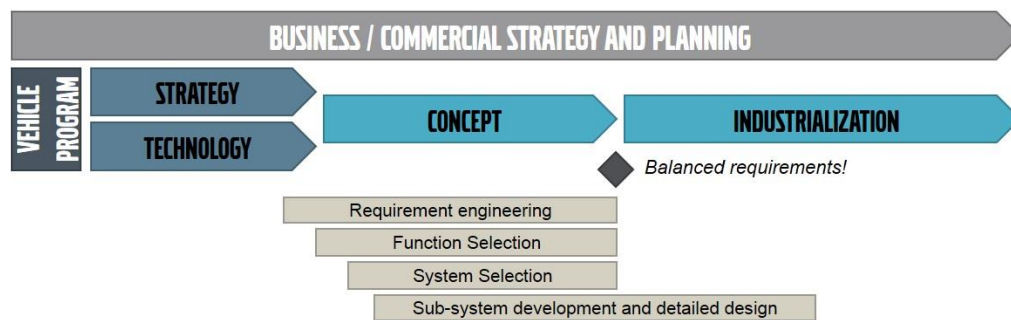 BUSINESS / COMMERCIAL STRATEGY AND PLANNING
VEHICLE
PROGRAM
STRATEGY
TECHNOLOGY
CONCEPT
INDUSTRIALIZATION
Balanced requirements!
Requirement engineering
Function Selection
System Selection
Sub-system development and detailed design